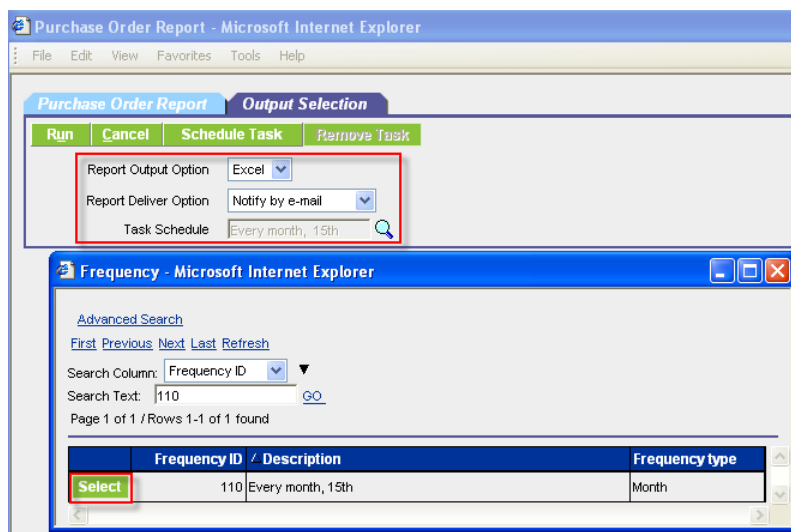 Purchase Order Report - Microsoft Internet Explorer
File Edit View Favorites Tools Help
Purchase Order Report Output Selection
Run Cancel Schedule Task Remove Task
Report Output Option Excel
Report Deliver Option Notify by e-mail
Task Schedule Every month, 15th
Frequency - Microsoft Internet Explorer
Advanced Search
First Previous Next Last Refresh
Search Column: Frequency ID
Search Text: 110 GO
Page 1 of 1 / Rows 1-1 of 1 found
Frequency ID Description Frequency type
Select 110 Every month, 15th Month